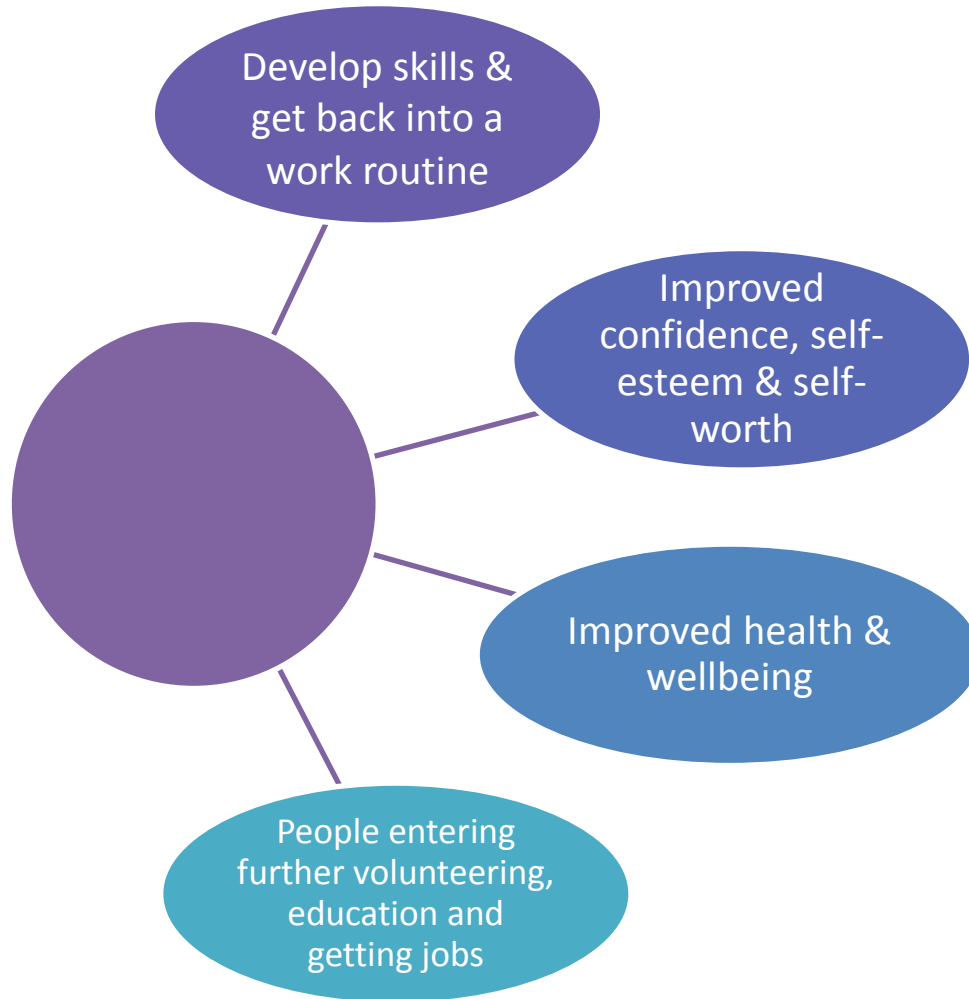 Develop skills &
get back into a
work routine
Improved
confidence, self-
esteem & self-
worth
Improved health &
wellbeing
People entering
further volunteering,
education and
getting jobs